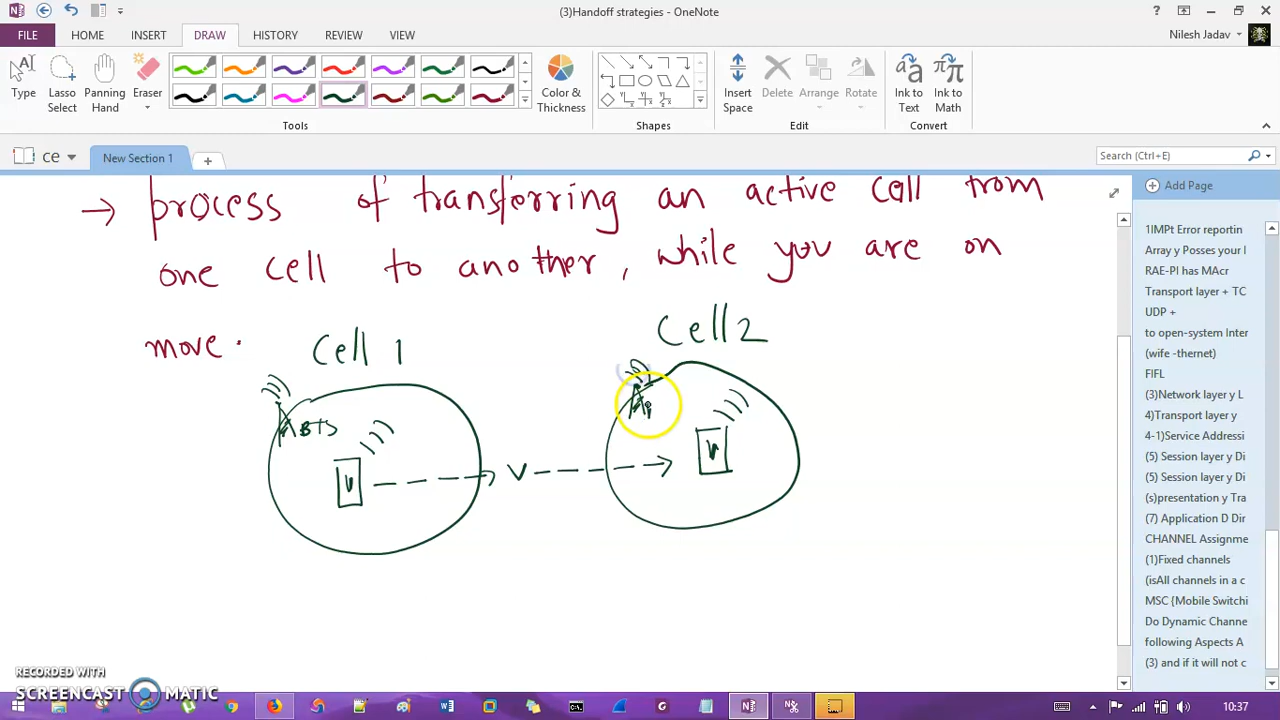 (3)Handoff strategies - OneNote
FILE HOME INSERT DRAW HISTORY REVIEW VIEW
Nilesh Jadav
Type
Lasso Select
Panning Hand
Eraser
Color & Thickness
Insert Space
Delete
Arrange
Rotate
Ink to Text
Ink to Math
Tools
Shapes
Edit
Convert
ce
New Section 1
Search (Ctrl+E)
Add Page
1IMPt Error reportin
Array y Posses your l
RAE-PI has MAcr
Transport layer + TC
UDP +
to open-system Inter
(wife -thernet)
FIFL
(3)Network layer y L
4)Transport layer y
4-1)Service Addressi
(5) Session layer y Di
(5) Session layer y Di
(s)presentation y Tra
(7) Application D Dir
CHANNEL Assignme
(1)Fixed channels
(isAll channels in a c
MSC {Mobile Switchi
Do Dynamic Channe
following Aspects A
(3) and if it will not c
→ process of transferring an active call from
one cell to another, while you are on
move.
Cell 1
Cell 2
BTS
V
V
V
RECORDED WITH
SCREENCAST MATIC
10:37